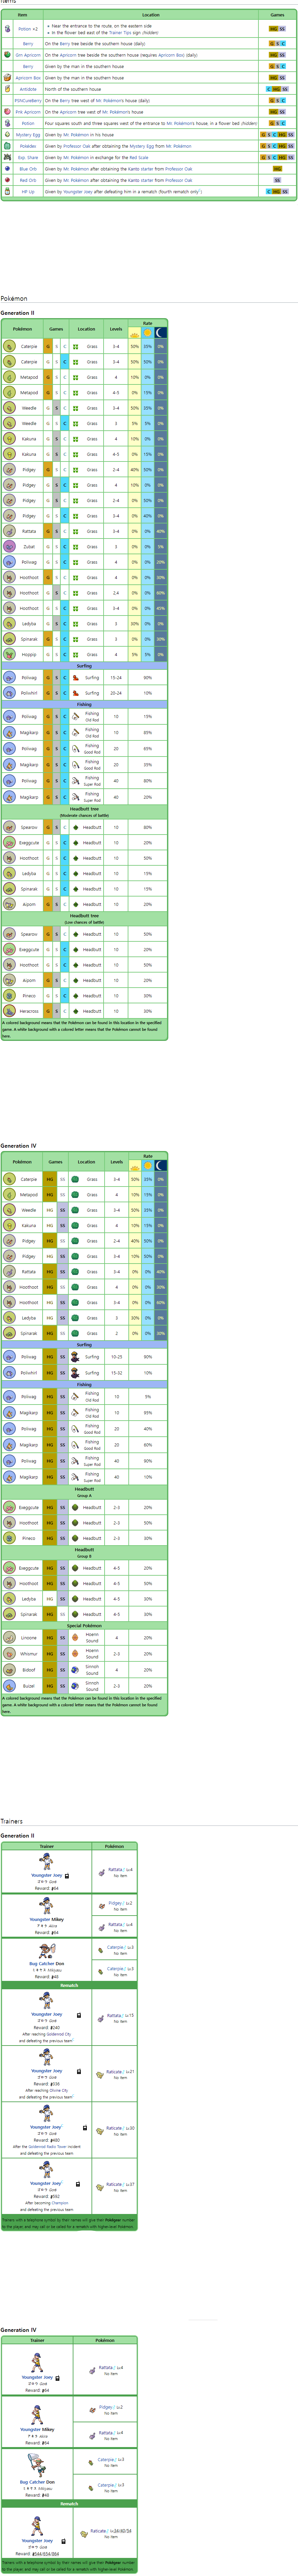 Items
Item Location Games
Potion ×2 Near the entrance to the route, on the eastern side HG SS
In the flower bed east of the Trainer Tips sign (hidden)
Berry On the Berry tree beside the southern house (daily) G S C
Grn Apricorn On the Apricorn tree beside the southern house (requires Apricorn Box) (daily) HG SS
Berry Given by the man in the southern house G S C
Apricorn Box Given by the man in the southern house HG SS
Antidote North of the southern house C HG SS
PSNCureBerry On the Berry tree west of Mr. Pokémon's house (daily) G S C
Pnk Apricorn On the Apricorn tree west of Mr. Pokémon's house HG SS
Potion Four squares south and three squares west of the entrance to Mr. Pokémon's house, in a flower bed (hidden) G S C
Mystery Egg Given by Mr. Pokémon in his house G S C HG SS
Pokédex Given by Professor Oak after obtaining the Mystery Egg from Mr. Pokémon G S C HG SS
Exp. Share Given by Mr. Pokémon in exchange for the Red Scale G S C HG SS
Blue Orb Given by Mr. Pokémon after obtaining the Kanto starter from Professor Oak HG
Red Orb Given by Mr. Pokémon after obtaining the Kanto starter from Professor Oak SS
HP Up Given by Youngster Joey after defeating him in a rematch (fourth rematch only) C HG SS
Pokémon
Generation II
Pokémon Games Location Levels Rate
Caterpie G S C Grass 3-4 50% 35% 0%
Caterpie G S C Grass 3-4 50% 50% 0%
Metapod G S C Grass 4 10% 0% 0%
Metapod G S C Grass 4-5 0% 15% 0%
Weedle G S C Grass 3-4 50% 35% 0%
Weedle G S C Grass 3 5% 5% 0%
Kakuna G S C Grass 4 10% 0% 0%
Kakuna G S C Grass 4-5 0% 15% 0%
Pidgey G S C Grass 2-4 40% 50% 0%
Pidgey G S C Grass 4 10% 0% 0%
Pidgey G S C Grass 2-4 0% 50% 0%
Pidgey G S C Grass 3-4 0% 40% 0%
Rattata G S C Grass 3-4 0% 0% 40%
Zubat G S C Grass 3 0% 0% 5%
Poliwag G S C Grass 4 0% 0% 20%
Hoothoot G S C Grass 4 0% 0% 30%
Hoothoot G S C Grass 2,4 0% 0% 60%
Hoothoot G S C Grass 3-4 0% 0% 45%
Ledyba G S C Grass 3 30% 0% 0%
Spinarak G S C Grass 3 0% 0% 30%
Hoppip G S C Grass 4 5% 5% 0%
Surfing
Poliwag G S C Surfing 15-24 90%
Poliwhirl G S C Surfing 20-24 10%
Fishing
Poliwag G S C Fishing Old Rod 10 15%
Magikarp G S C Fishing Old Rod 10 85%
Poliwag G S C Fishing Good Rod 20 65%
Magikarp G S C Fishing Good Rod 20 35%
Poliwag G S C Fishing Super Rod 40 80%
Magikarp G S C Fishing Super Rod 40 20%
Headbutt tree
(Moderate chances of battle)
Spearow G S C Headbutt 10 80%
Exeggcute G S C Headbutt 10 20%
Hoothoot G S C Headbutt 10 50%
Ledyba G S C Headbutt 10 15%
Spinarak G S C Headbutt 10 15%
Aipom G S C Headbutt 10 20%
Headbutt tree
(Low chances of battle)
Spearow G S C Headbutt 10 50%
Exeggcute G S C Headbutt 10 20%
Hoothoot G S C Headbutt 10 50%
Aipom G S C Headbutt 10 20%
Pineco G S C Headbutt 10 30%
Heracross G S C Headbutt 10 30%
A colored background means that the Pokémon can be found in this location in the specified
game. A white background with a colored letter means that the Pokémon cannot be found
here.
Generation IV
Pokémon Games Location Levels Rate
Caterpie HG SS Grass 3-4 50% 35% 0%
Metapod HG SS Grass 4 10% 15% 0%
Weedle HG SS Grass 3-4 50% 35% 0%
Kakuna HG SS Grass 4 10% 15% 0%
Pidgey HG SS Grass 2-4 40% 50% 0%
Pidgey HG SS Grass 3-4 10% 50% 0%
Rattata HG SS Grass 3-4 0% 0% 40%
Hoothoot HG SS Grass 4 0% 0% 30%
Hoothoot HG SS Grass 3-4 0% 0% 60%
Ledyba HG SS Grass 3 30% 0% 0%
Spinarak HG SS Grass 2 0% 0% 30%
Surfing
Poliwag HG SS Surfing 10-25 90%
Poliwhirl HG SS Surfing 15-32 10%
Fishing
Poliwag HG SS Fishing Old Rod 10 5%
Magikarp HG SS Fishing Old Rod 10 95%
Poliwag HG SS Fishing Good Rod 20 40%
Magikarp HG SS Fishing Good Rod 20 60%
Poliwag HG SS Fishing Super Rod 40 90%
Magikarp HG SS Fishing Super Rod 40 10%
Headbutt
Group A
Exeggcute HG SS Headbutt 2-3 20%
Hoothoot HG SS Headbutt 2-3 50%
Pineco HG SS Headbutt 2-3 30%
Headbutt
Group B
Exeggcute HG SS Headbutt 4-5 20%
Hoothoot HG SS Headbutt 4-5 50%
Ledyba HG SS Headbutt 4-5 30%
Spinarak HG SS Headbutt 4-5 30%
Special Pokémon
Linoone HG SS Hoenn Sound 4 20%
Whismur HG SS Hoenn Sound 2-3 20%
Bidoof HG SS Sinnoh Sound 4 20%
Buizel HG SS Sinnoh Sound 2-3 20%
A colored background means that the Pokémon can be found in this location in the specified
game. A white background with a colored letter means that the Pokémon cannot be found
here.
Trainers
Generation II
Trainer Pokémon
Youngster Joey
Reward: $64
Rattata Lv.4
No item
Youngster Mikey
Reward: $64
Pidgey Lv.2
No item
Rattata Lv.4
No item
Bug Catcher Don
Reward: $48
Caterpie Lv.3
No item
Caterpie Lv.3
No item
Rematch
Youngster Joey
Reward: $240
After reaching Goldenrod City
and defeating the previous team
Rattata Lv.15
No item
Youngster Joey
Reward: $336
After reaching Olivine City
and defeating the previous team
Raticate Lv.21
No item
Youngster Joey
Reward: $480
After the Goldenrod Radio Tower incident
and defeating the previous team
Raticate Lv.30
No item
Youngster Joey
Reward: $592
After becoming Champion
and defeating the previous team
Raticate Lv.37
No item
Trainers with a telephone symbol by their names will give their Pokégear number
to the player, and may call or be called for a rematch with higher-level Pokémon.
Generation IV
Trainer Pokémon
Youngster Joey
Reward: $64
Rattata Lv.4
No item
Youngster Mikey
Reward: $64
Pidgey Lv.2
No item
Rattata Lv.4
No item
Bug Catcher Don
Reward: $48
Caterpie Lv.3
No item
Caterpie Lv.3
No item
Rematch
Youngster Joey
Raticate
No item
Trainers with a telephone symbol by their names will give their Pokégear number
to the player, and may call or be called for a rematch with higher-level Pokémon.